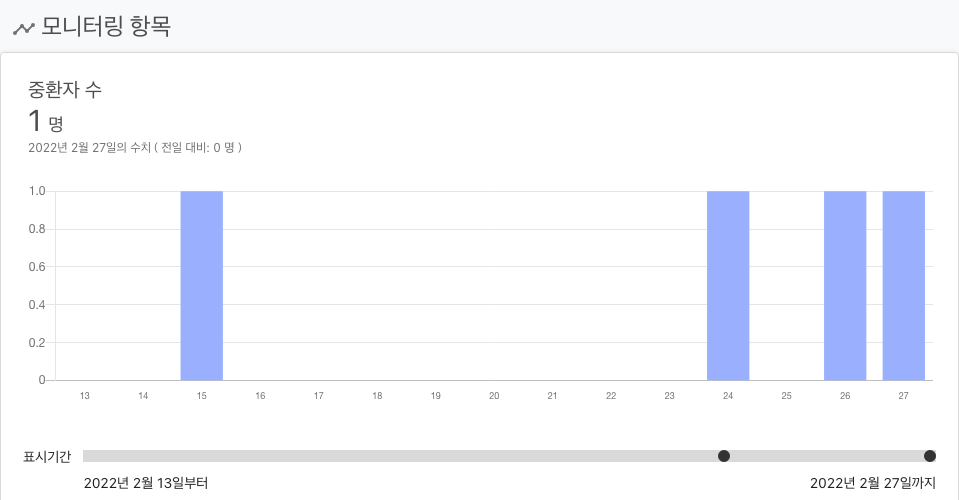 모니터링 항목
중환자 수
1 명
2022년 2월 27일의 수치 ( 전일 대비: 0 명 )
1.0
0.8
0.6
0.4
0.2
0
13 14 15 16 17 18 19 20 21 22 23 24 25 26 27
표시기간
2022년 2월 13일부터 2022년 2월 27일까지